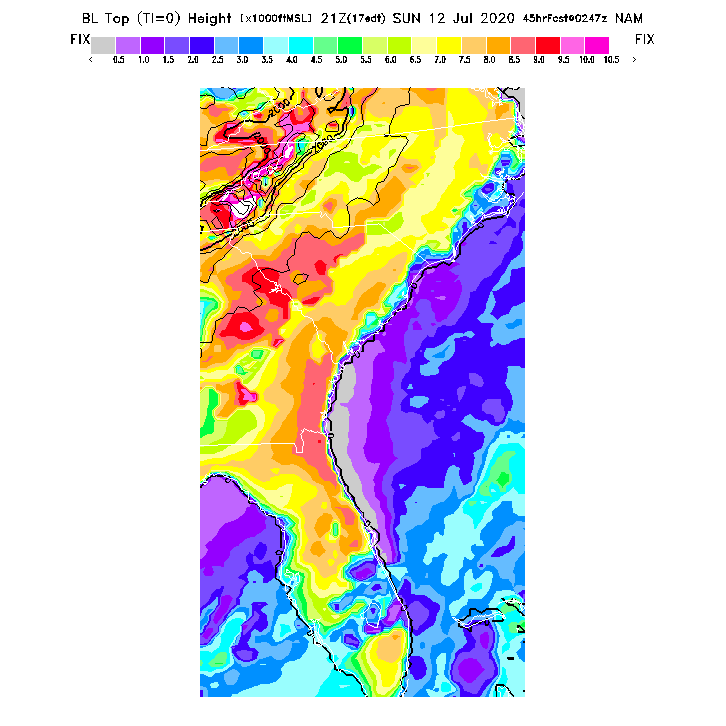 BL Top (TI=0) Height [x1000ftMSL] 21Z(17edt) SUN 12 Jul 2020 45hrFcst@0247z NAM
FIX FIX
< 0.5 1.0 1.5 2.0 2.5 3.0 3.5 4.0 4.5 5.0 5.5 6.0 6.5 7.0 7.5 8.0 8.5 9.0 9.5 10.0 10.5 >
2000
2000